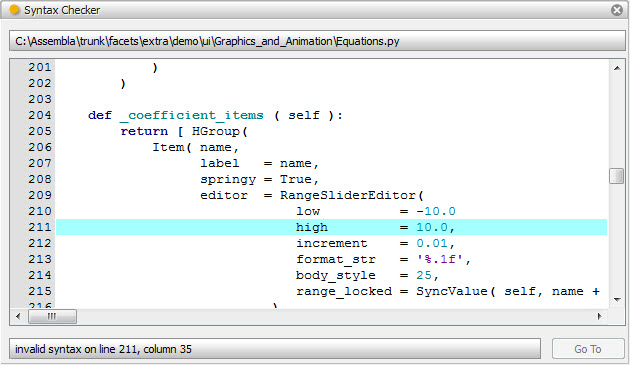 Syntax Checker
C:\Assembla\trunk\facets\extra\demo\ui\Graphics_and_Animation\Equations.py
201             )
202         )
203
204     def _coefficient_items ( self ):
205         return [ HGroup(
206             Item( name,
207                   label   = name,
208                   springy = True,
209                   editor  = RangeSliderEditor(
210                               low          = -10.0
211                               high         = 10.0,
212                               increment    = 0.01,
213                               format_str   = '%.1f',
214                               body_style   = 25,
215                               range_locked = SyncValue( self, name +
216                             )
invalid syntax on line 211, column 35
Go To